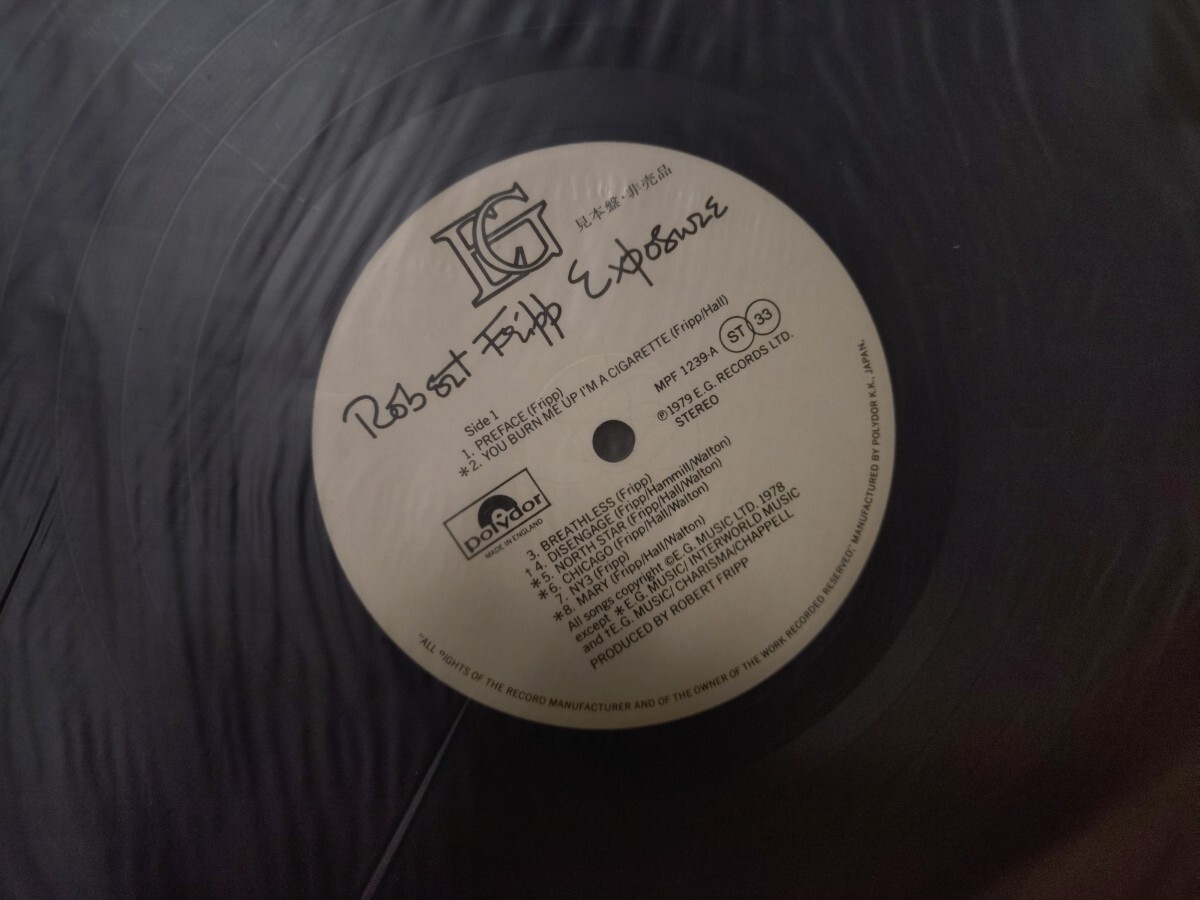 EG
見本盤・非売品
Robert Fripp Exposure
Side 1
1. PREFACE (Fripp)
*2. YOU BURN ME UP I'M A CIGARETTE (Fripp/Hall)
MPF 1239-A
ST 33
℗1979 E.G. RECORDS LTD.
STEREO
polydor
MADE IN ENGLAND
3. BREATHLESS (Fripp)
†4. DISENGAGE (Fripp/Hammill/Walton)
*5. NORTH STAR (Fripp/Hall/Walton)
*6. CHICAGO (Fripp/Hall/Walton)
7. NY3 (Fripp)
*8. MARY (Fripp/Hall/Walton)
All songs copyright ©E.G. MUSIC LTD. 1978
except *E.G. MUSIC/ INTERWORLD MUSIC
and †E.G. MUSIC/ CHARISMA/CHAPPELL
PRODUCED BY ROBERT FRIPP
"ALL RIGHTS OF THE RECORD MANUFACTURER AND OF THE OWNER OF THE WORK RECORDED RESERVED." MANUFACTURED BY POLYDOR K.K., JAPAN.